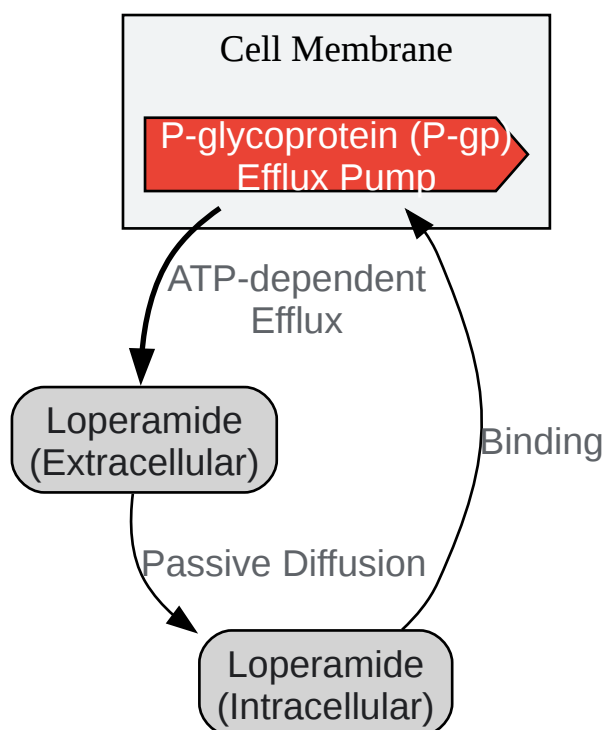 Cell Membrane
P-glycoprotein (P-gp)
Efflux Pump
ATP-dependent
Efflux
Loperamide
(Extracellular)
Binding
Passive Diffusion
Loperamide
(Intracellular)